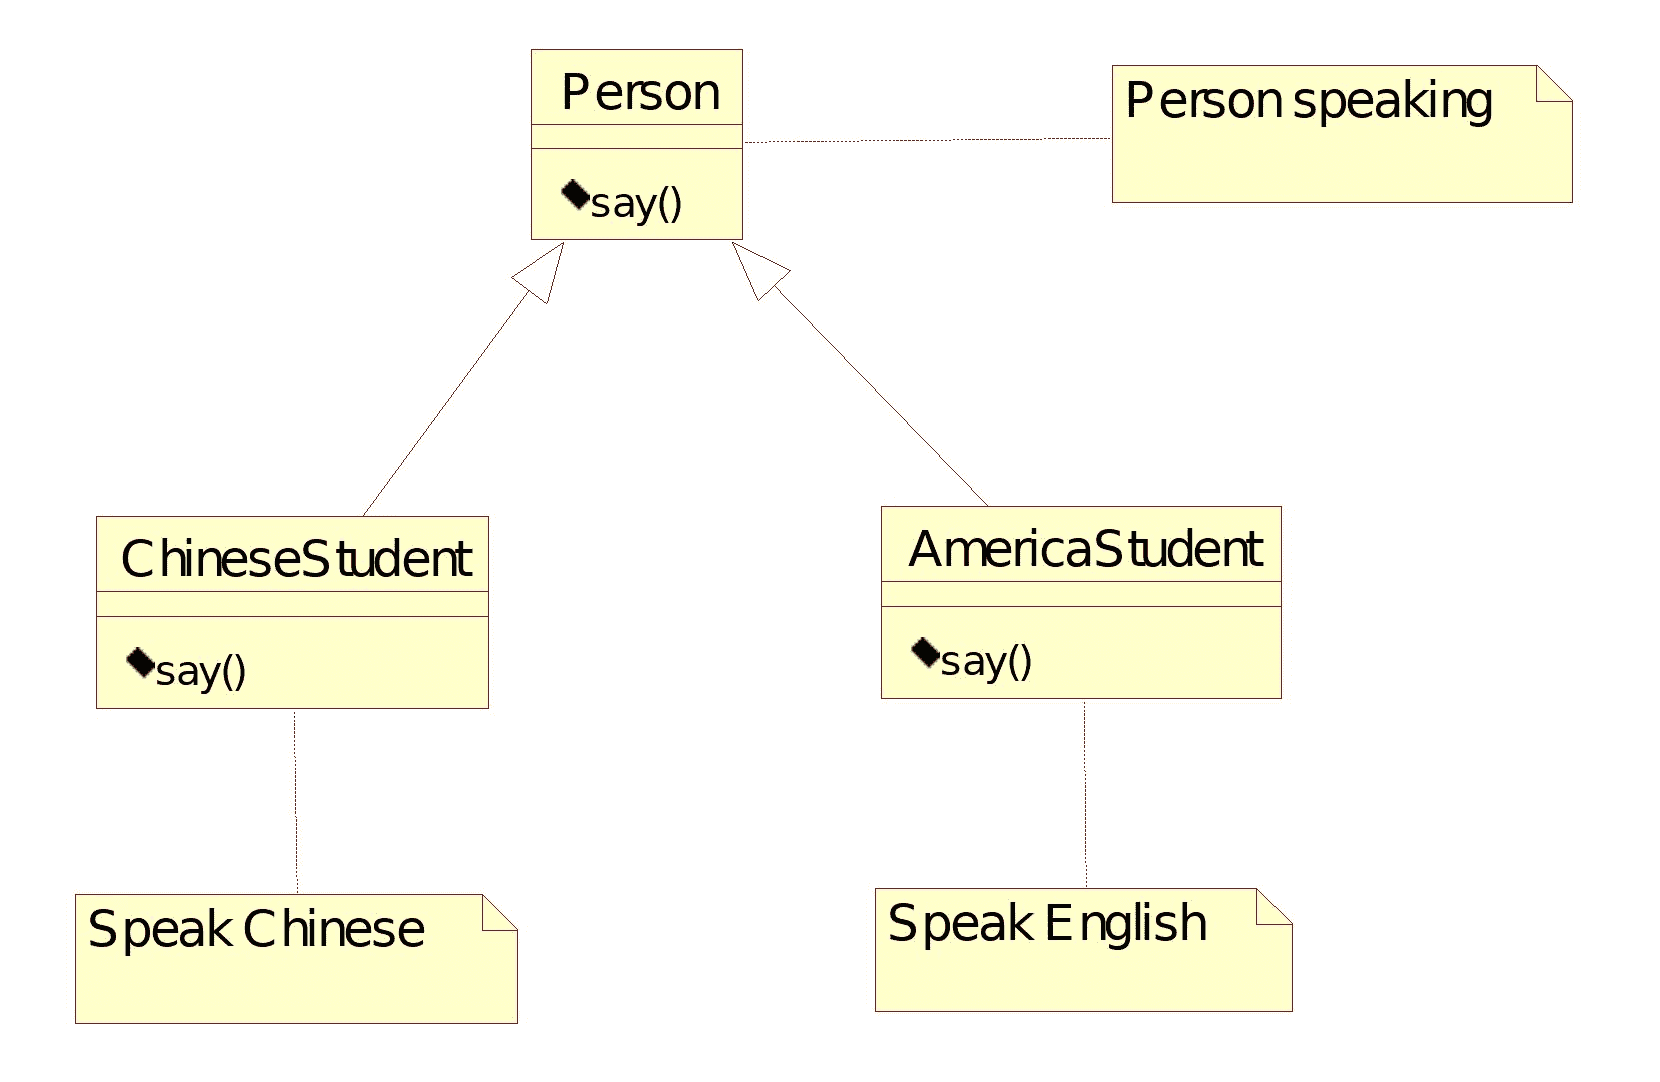 Person
say()
Person speaking
ChineseStudent
say()
AmericaStudent
say()
Speak Chinese
Speak English